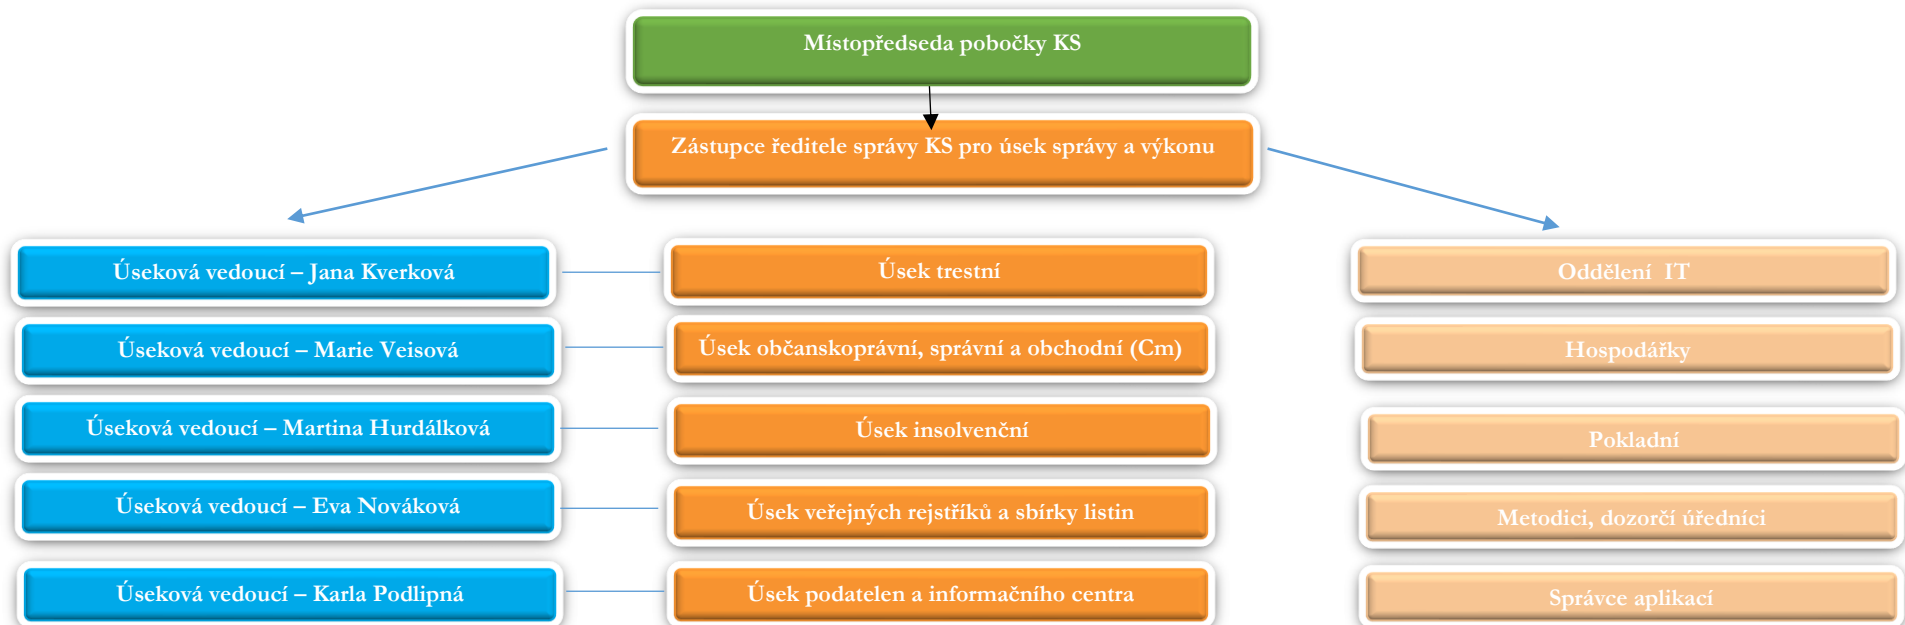 Místopředseda pobočky KS
Zástupce ředitele správy KS pro úsek správy a výkonu
Úseková vedoucí – Jana Kverková
Úsek trestní
Oddělení IT
Úseková vedoucí – Marie Veisová
Úsek občanskoprávní, správní a obchodní (Cm)
Hospodářky
Úseková vedoucí – Martina Hurdálková
Úsek insolvenční
Pokladní
Úseková vedoucí – Eva Nováková
Úsek veřejných rejstříků a sbírky listin
Metodici, dozorčí úředníci
Úseková vedoucí – Karla Podlipná
Úsek podatelen a informačního centra
Správce aplikací